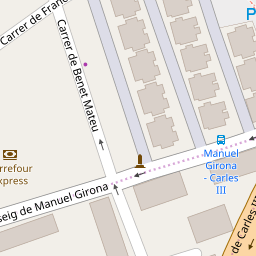 Carrer de Franc
P
Carrer de Benet Mateu
Manuel
Girona
- Carles
III
rrefour
xpress
seig de Manuel Girona
de Carles III